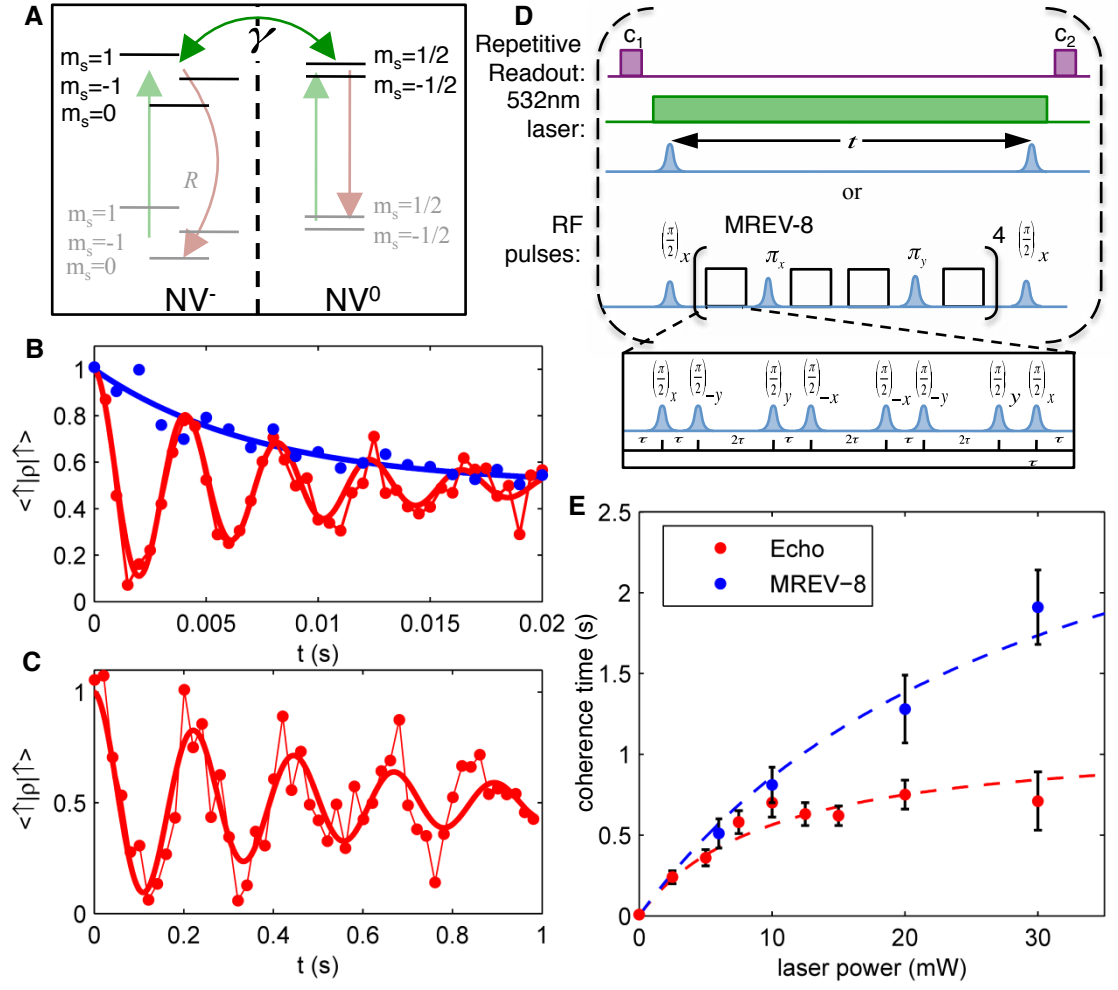 A
γ
m_s=1
m_s=-1
m_s=0
m_s=1/2
m_s=-1/2
R
m_s=1
m_s=-1
m_s=0
m_s=1/2
m_s=-1/2
NV⁻
NV⁰
B
<↑|ρ|↑>
1
0.8
0.6
0.4
0.2
0
0 0.005 0.01 0.015 0.02
t (s)
C
<↑|ρ|↑>
1
0.5
0
0 0.2 0.4 0.6 0.8 1
t (s)
D
Repetitive
Readout:
c₁ c₂
532nm
laser:
t
or
RF
pulses:
MREV-8
(π/2)x πx πy 4 (π/2)x
(π/2)x (π/2)-y (π/2)y (π/2)-x (π/2)-x (π/2)-y (π/2)y (π/2)x
τ τ 2τ τ 2τ τ 2τ τ
τ
E
Echo
MREV-8
coherence time (s)
2.5
2
1.5
1
0.5
0
0 10 20 30
laser power (mW)